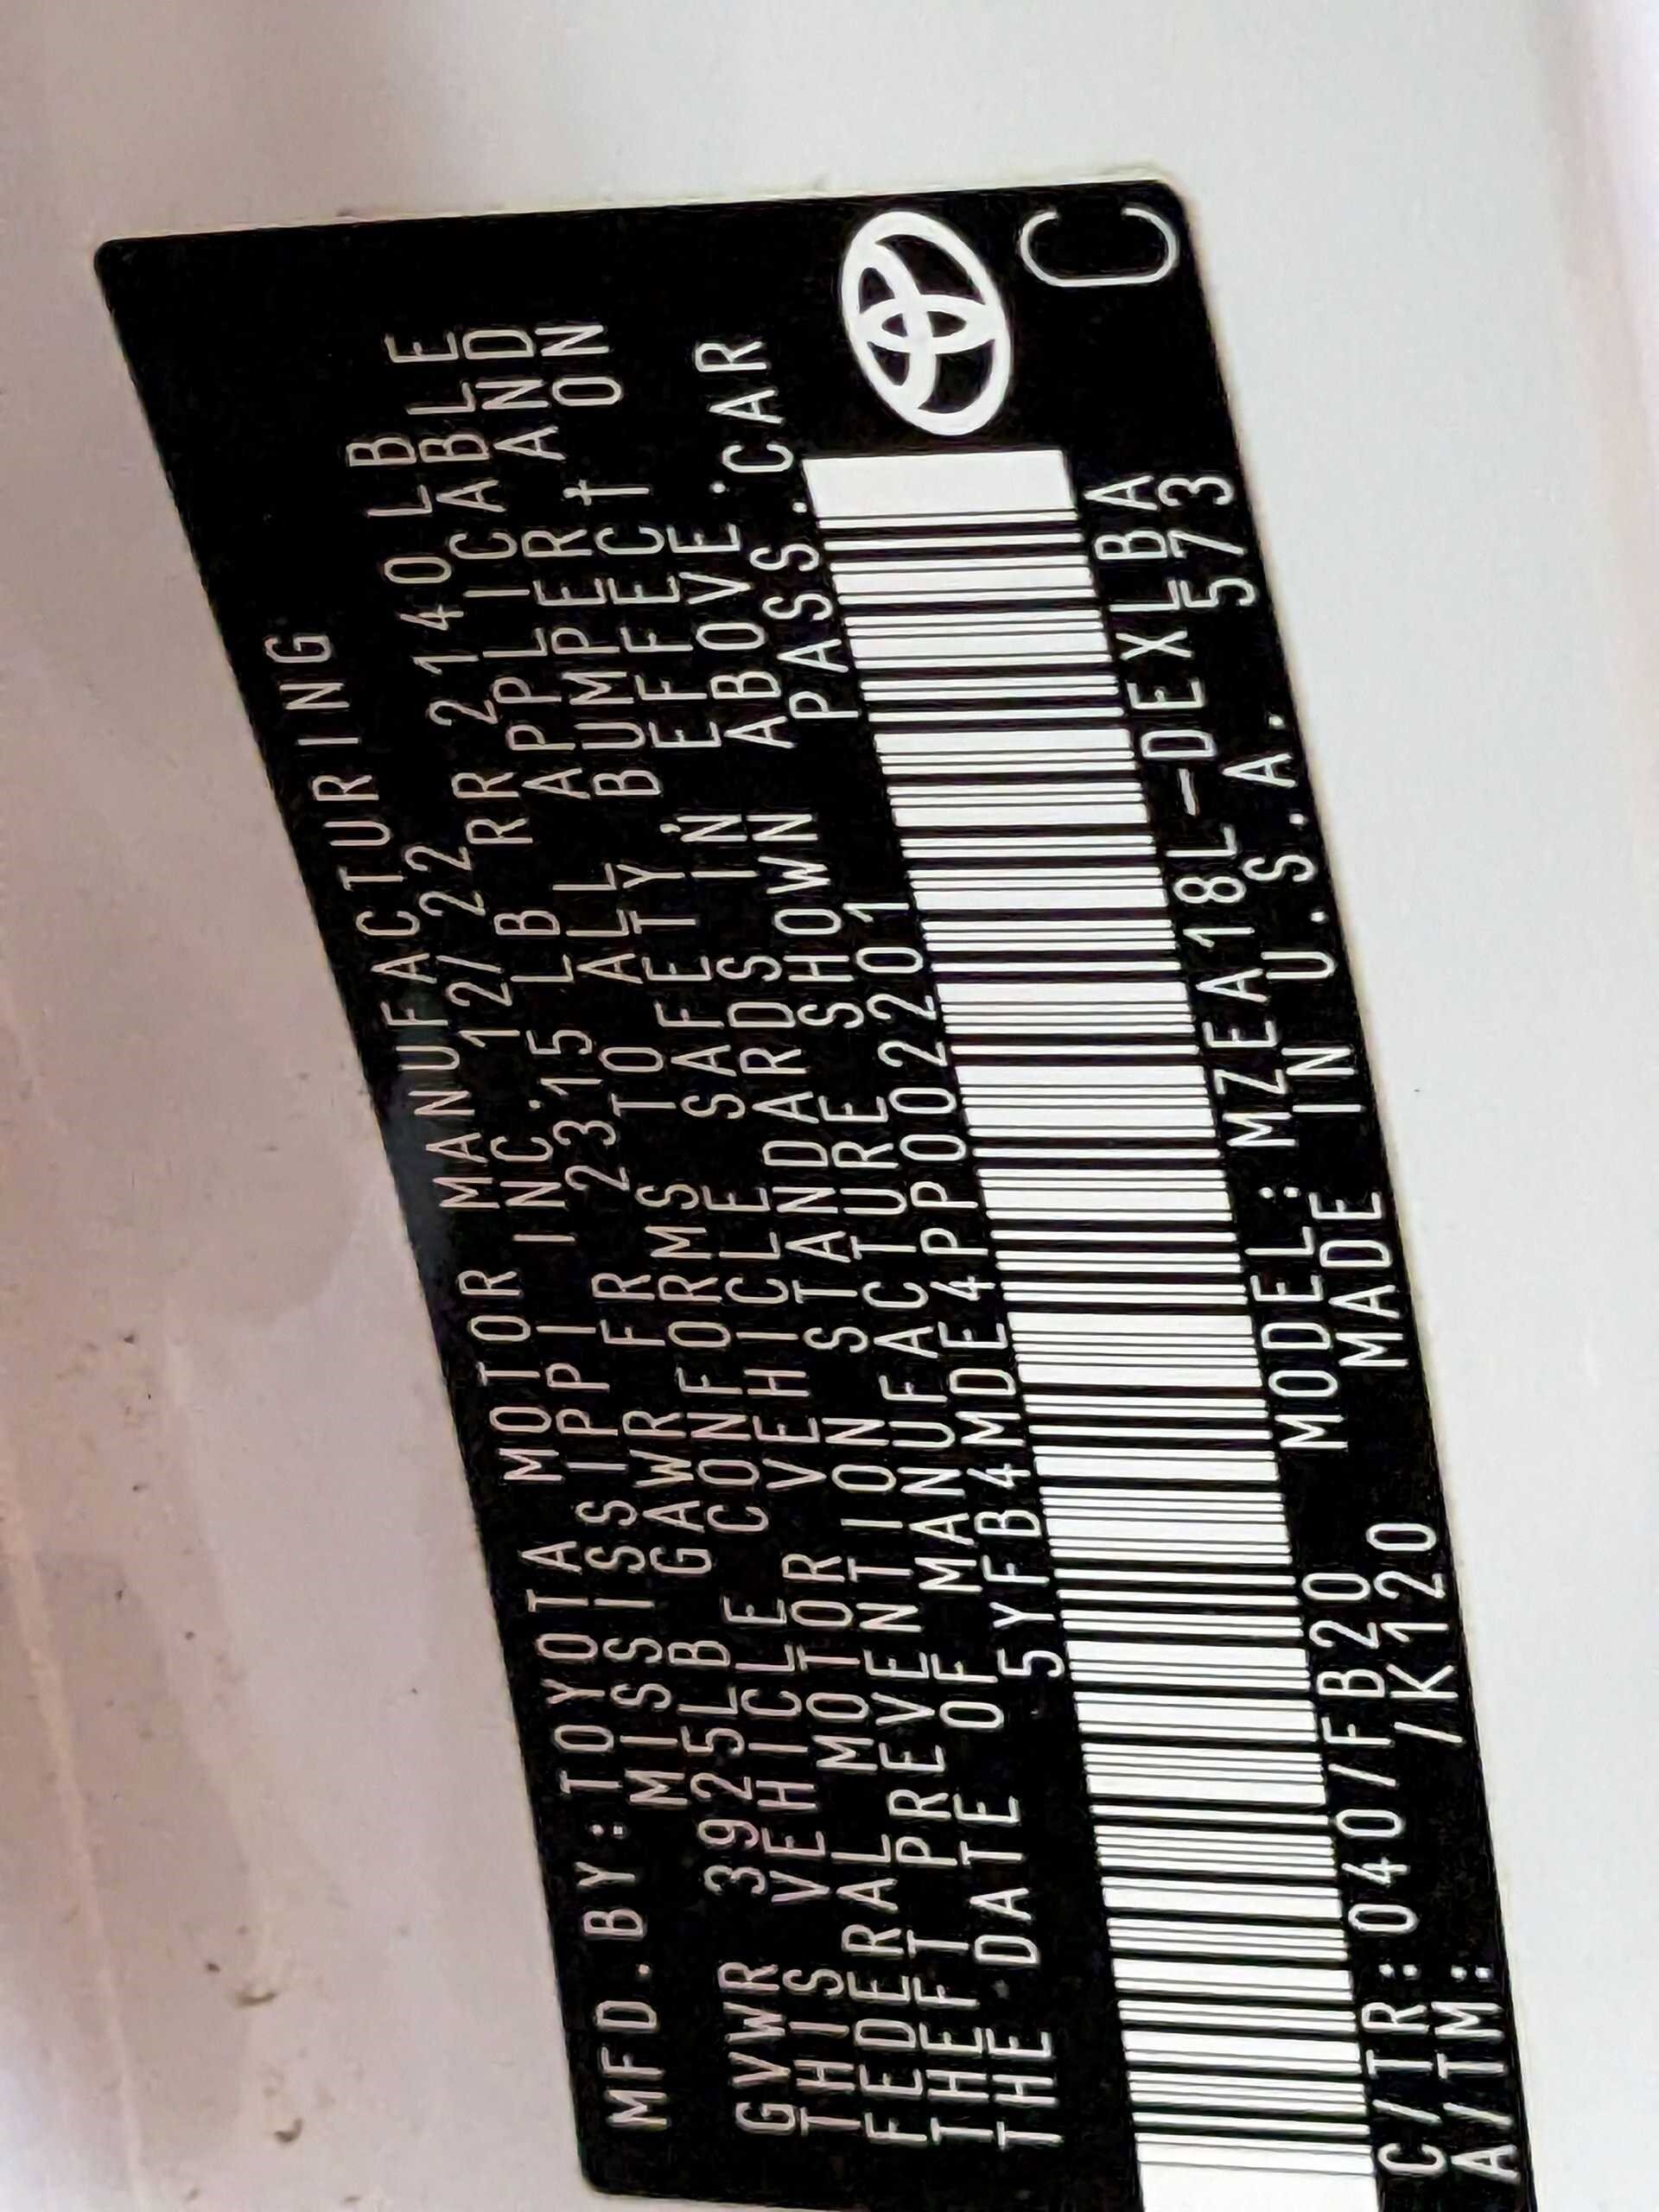 MFD.BY:TOYOTA MOTOR MANUFACTURING
MISSISSIPPI INC. 12/22
GVWR 3925LB GAWR FR 2315 LB RR 2140 LB
THIS VEHICLE CONFORMS TO ALL APPLICABLE
FEDERAL MOTOR VEHICLE SAFETY, BUMPER, AND
THEFT PREVENTION STANDARDS IN EFFECT ON
THE DATE OF MANUFACTURE SHOWN ABOVE.
5YFB4MDE4PP002201 PASS.CAR
C/TR: 040/FB20 MODEL: MZEA18L-DEXLBA
A/TM: /K120 MADE IN U.S.A. 573
C